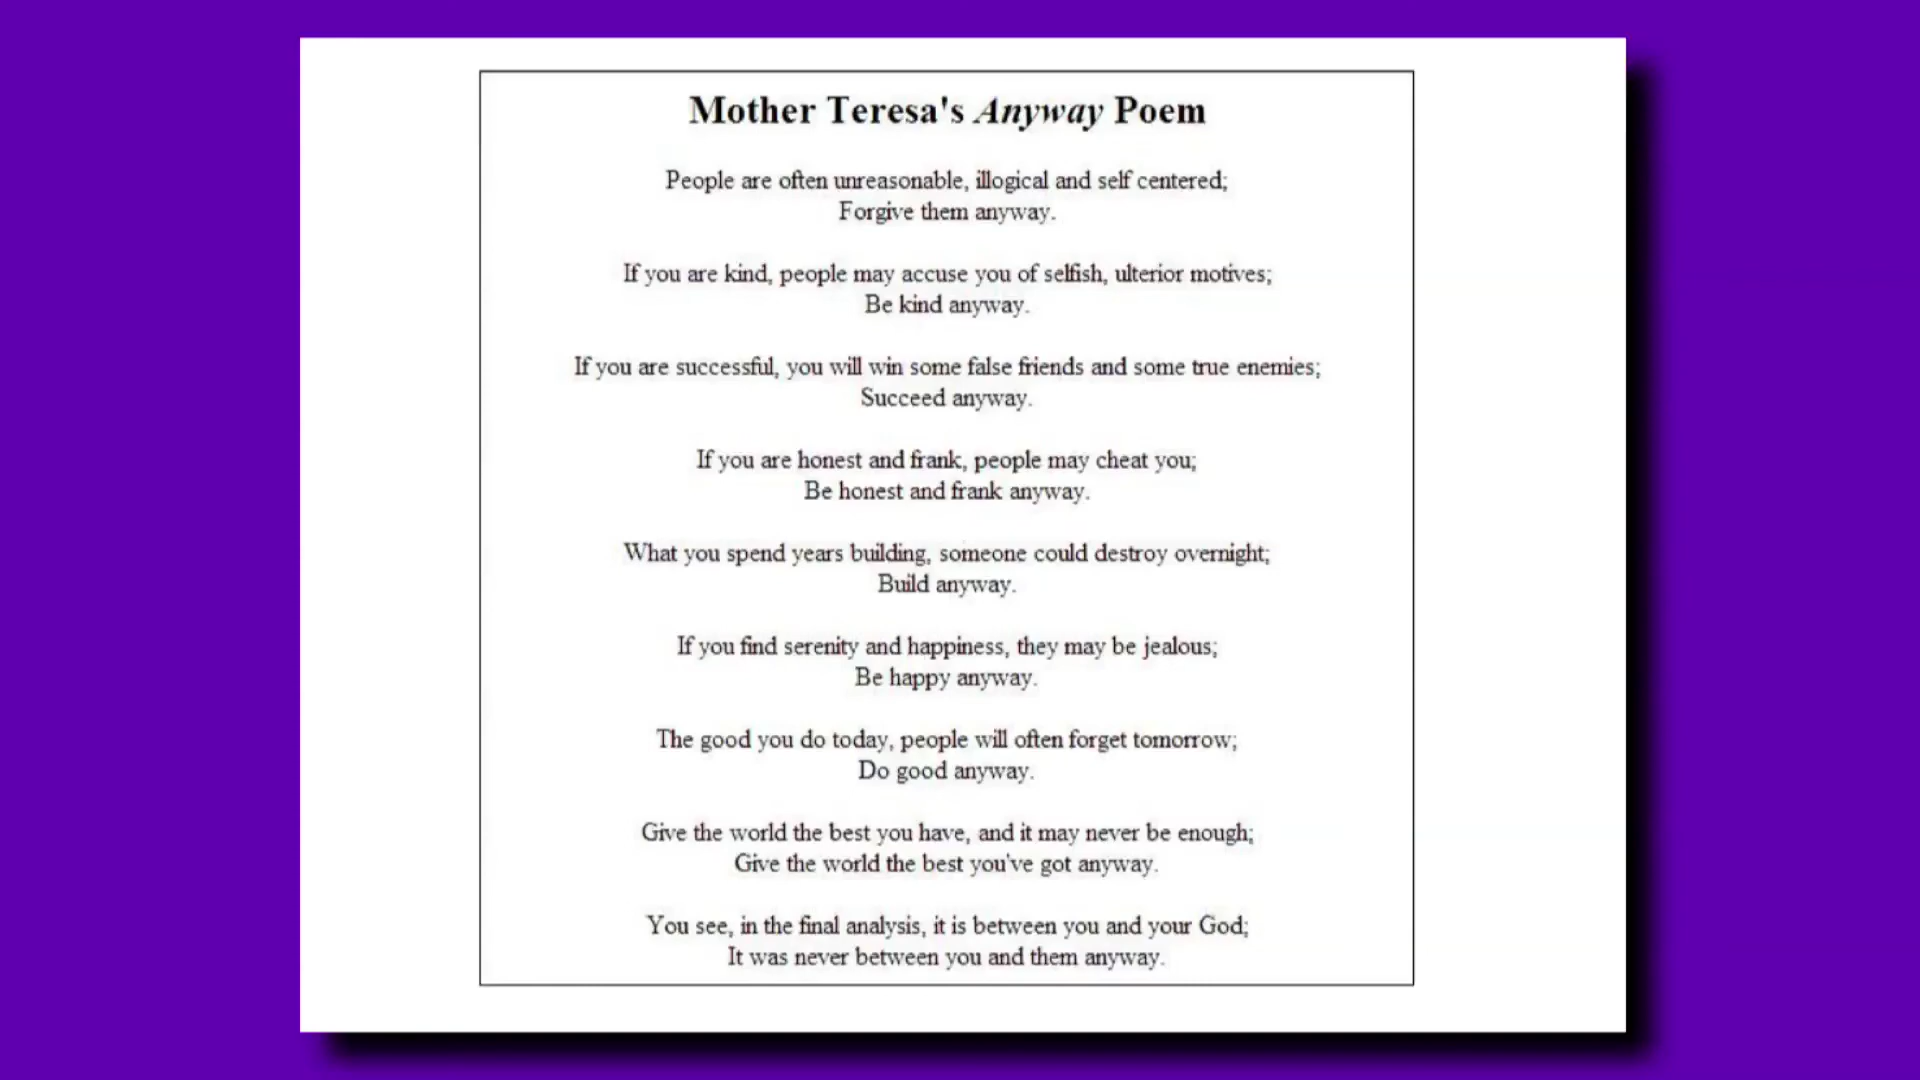 Mother Teresa's Anyway Poem
People are often unreasonable, illogical and self centered;
Forgive them anyway.
If you are kind, people may accuse you of selfish, ulterior motives;
Be kind anyway.
If you are successful, you will win some false friends and some true enemies;
Succeed anyway.
If you are honest and frank, people may cheat you;
Be honest and frank anyway.
What you spend years building, someone could destroy overnight;
Build anyway.
If you find serenity and happiness, they may be jealous;
Be happy anyway.
The good you do today, people will often forget tomorrow;
Do good anyway.
Give the world the best you have, and it may never be enough;
Give the world the best you've got anyway.
You see, in the final analysis, it is between you and your God;
It was never between you and them anyway.